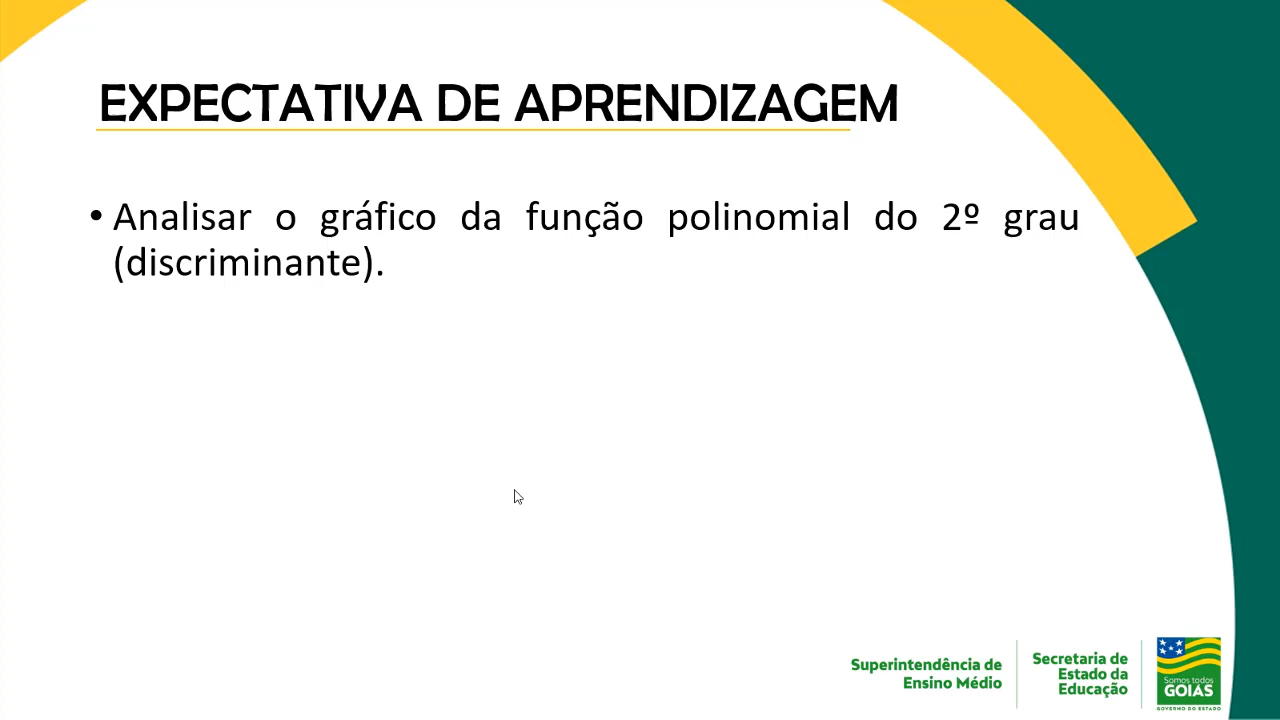 EXPECTATIVA DE APRENDIZAGEM
• Analisar o gráfico da função polinomial do 2º grau
(discriminante).
Superintendência de
Ensino Médio
Secretaria de
Estado da
Educação
Somos todos
GOIÁS
GOVERNO DO ESTADO